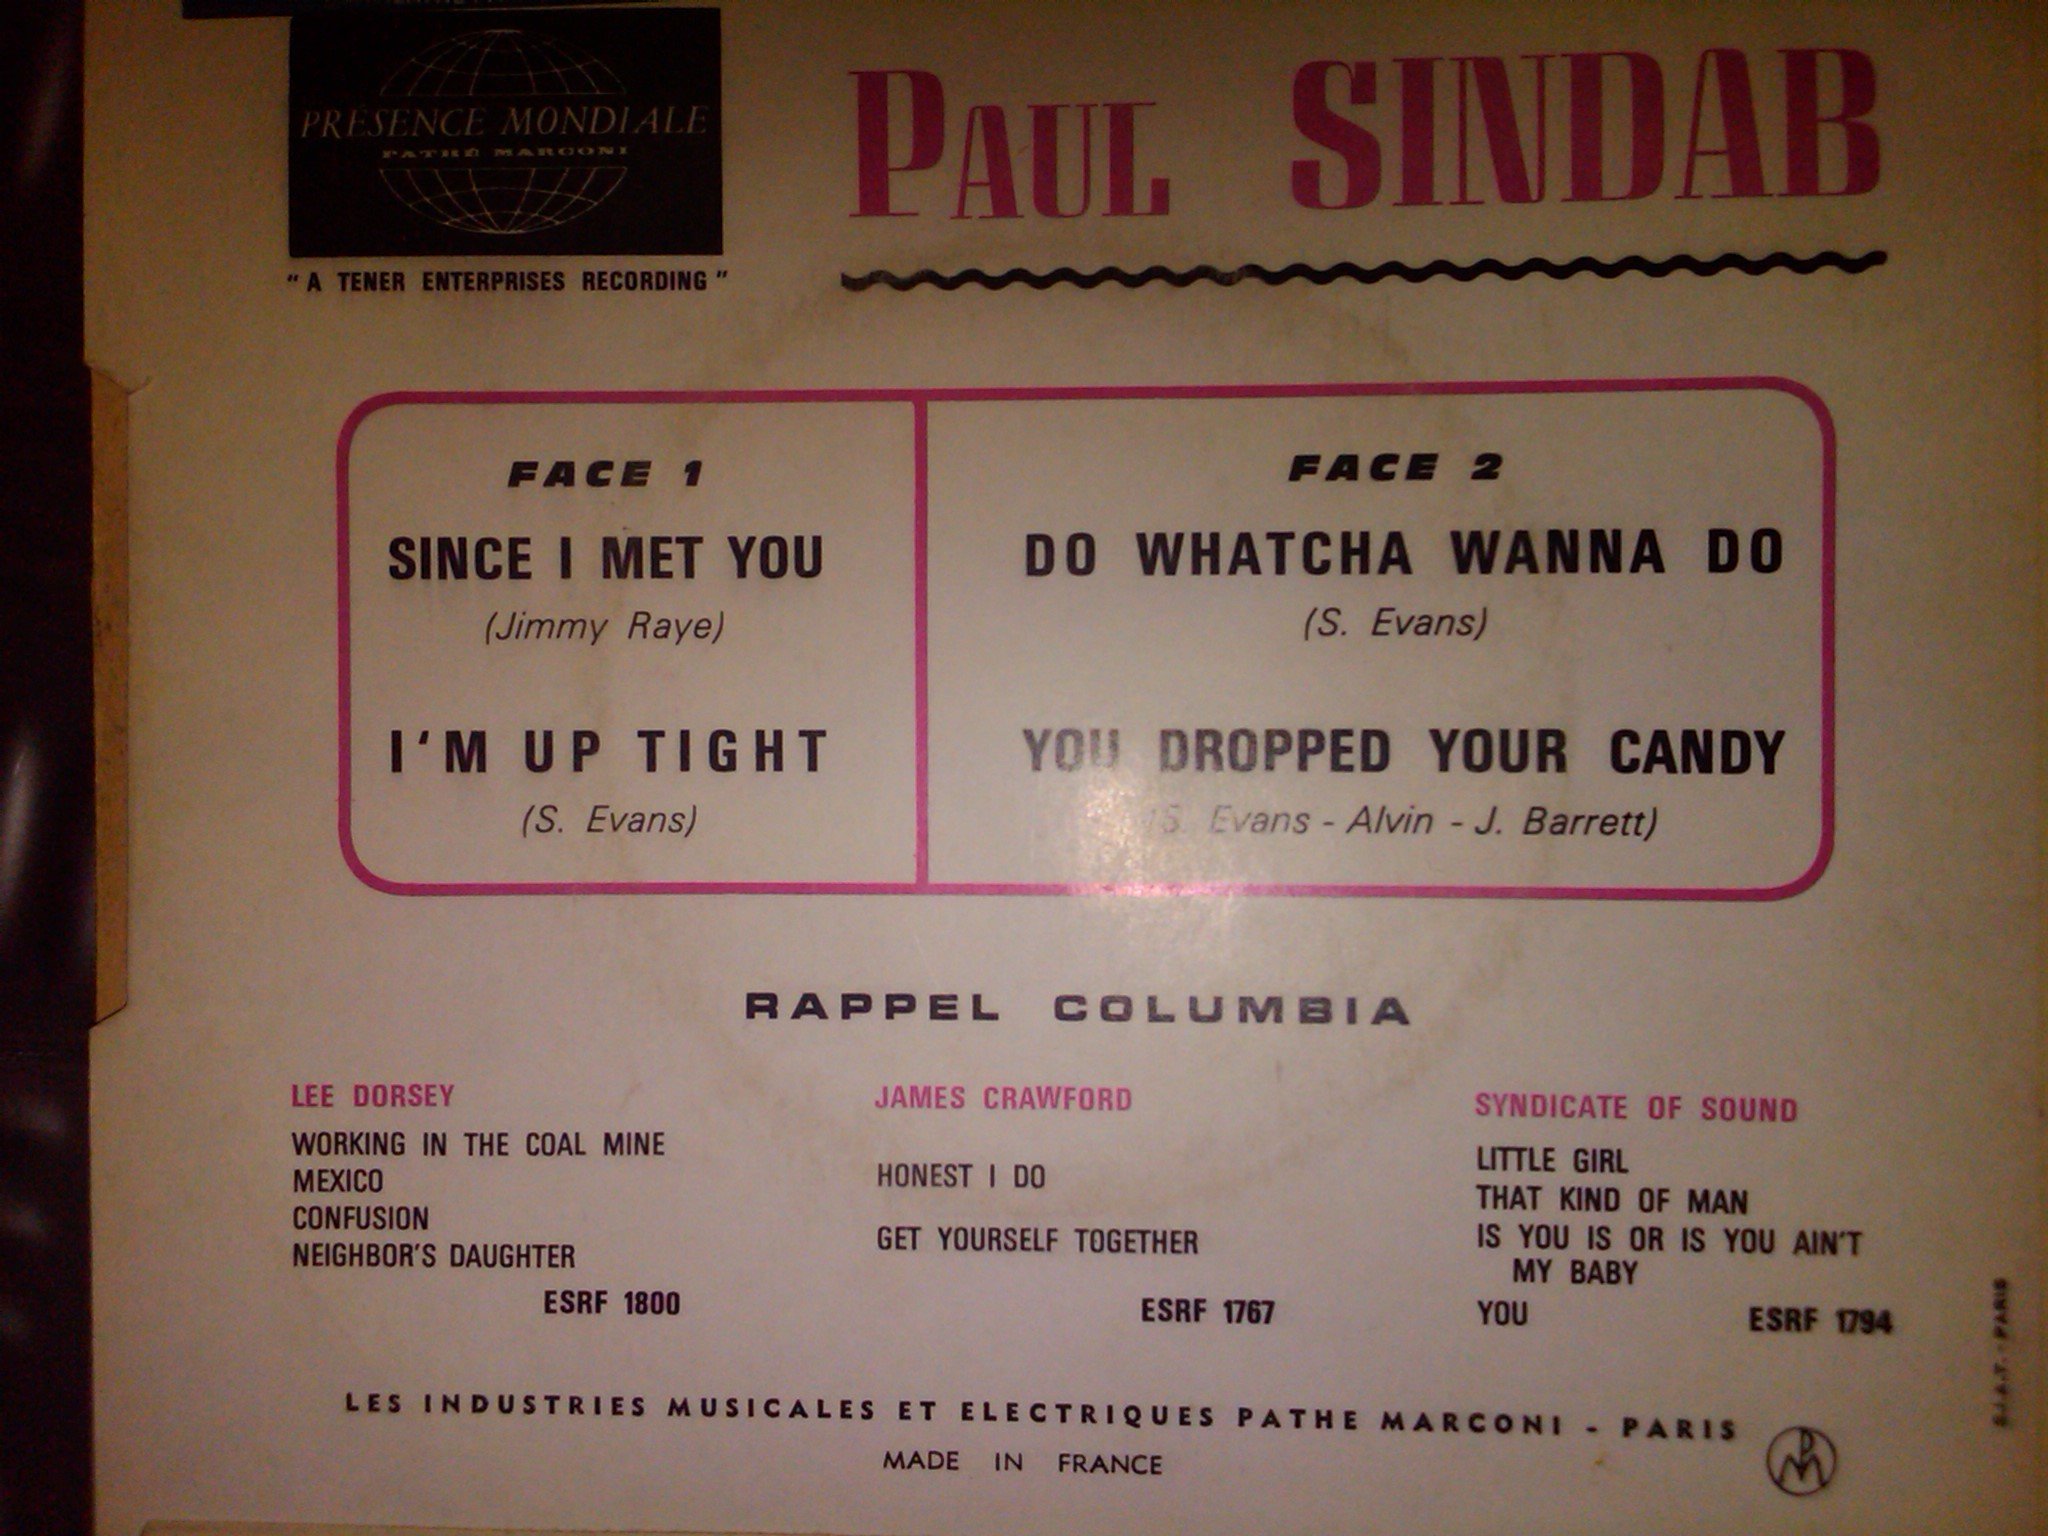 PRÉSENCE MONDIALE
PATHÉ MARCONI
" A TENER ENTERPRISES RECORDING "
PAUL SINDAB
FACE 1
SINCE I MET YOU
(Jimmy Raye)
I'M UP TIGHT
(S. Evans)
FACE 2
DO WHATCHA WANNA DO
(S. Evans)
YOU DROPPED YOUR CANDY
(S. Evans - Alvin - J. Barrett)
RAPPEL COLUMBIA
LEE DORSEY
WORKING IN THE COAL MINE
MEXICO
CONFUSION
NEIGHBOR'S DAUGHTER
ESRF 1800
JAMES CRAWFORD
HONEST I DO
GET YOURSELF TOGETHER
ESRF 1767
SYNDICATE OF SOUND
LITTLE GIRL
THAT KIND OF MAN
IS YOU IS OR IS YOU AIN'T
MY BABY
YOU ESRF 1794
LES INDUSTRIES MUSICALES ET ELECTRIQUES PATHE MARCONI - PARIS
MADE IN FRANCE
PARIS